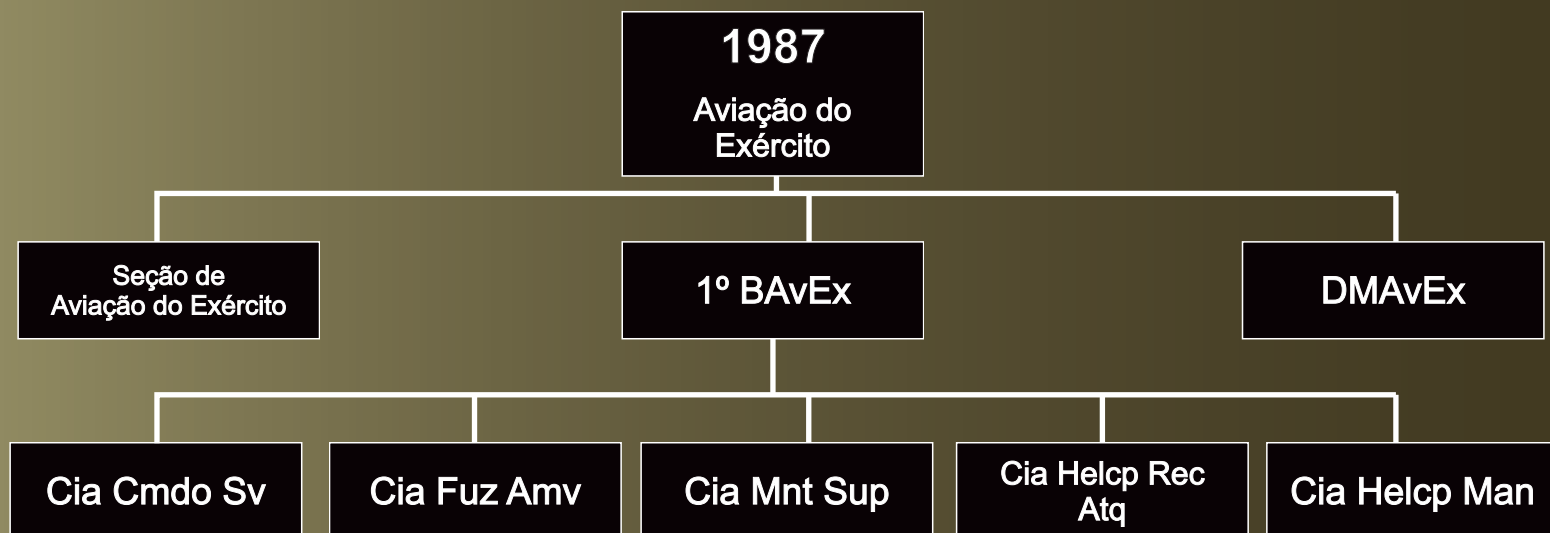 1987
Aviação do
Exército
Seção de
Aviação do Exército
1º BAvEx
DMAvEx
Cia Cmdo Sv
Cia Fuz Amv
Cia Mnt Sup
Cia Helcp Rec
Atq
Cia Helcp Man